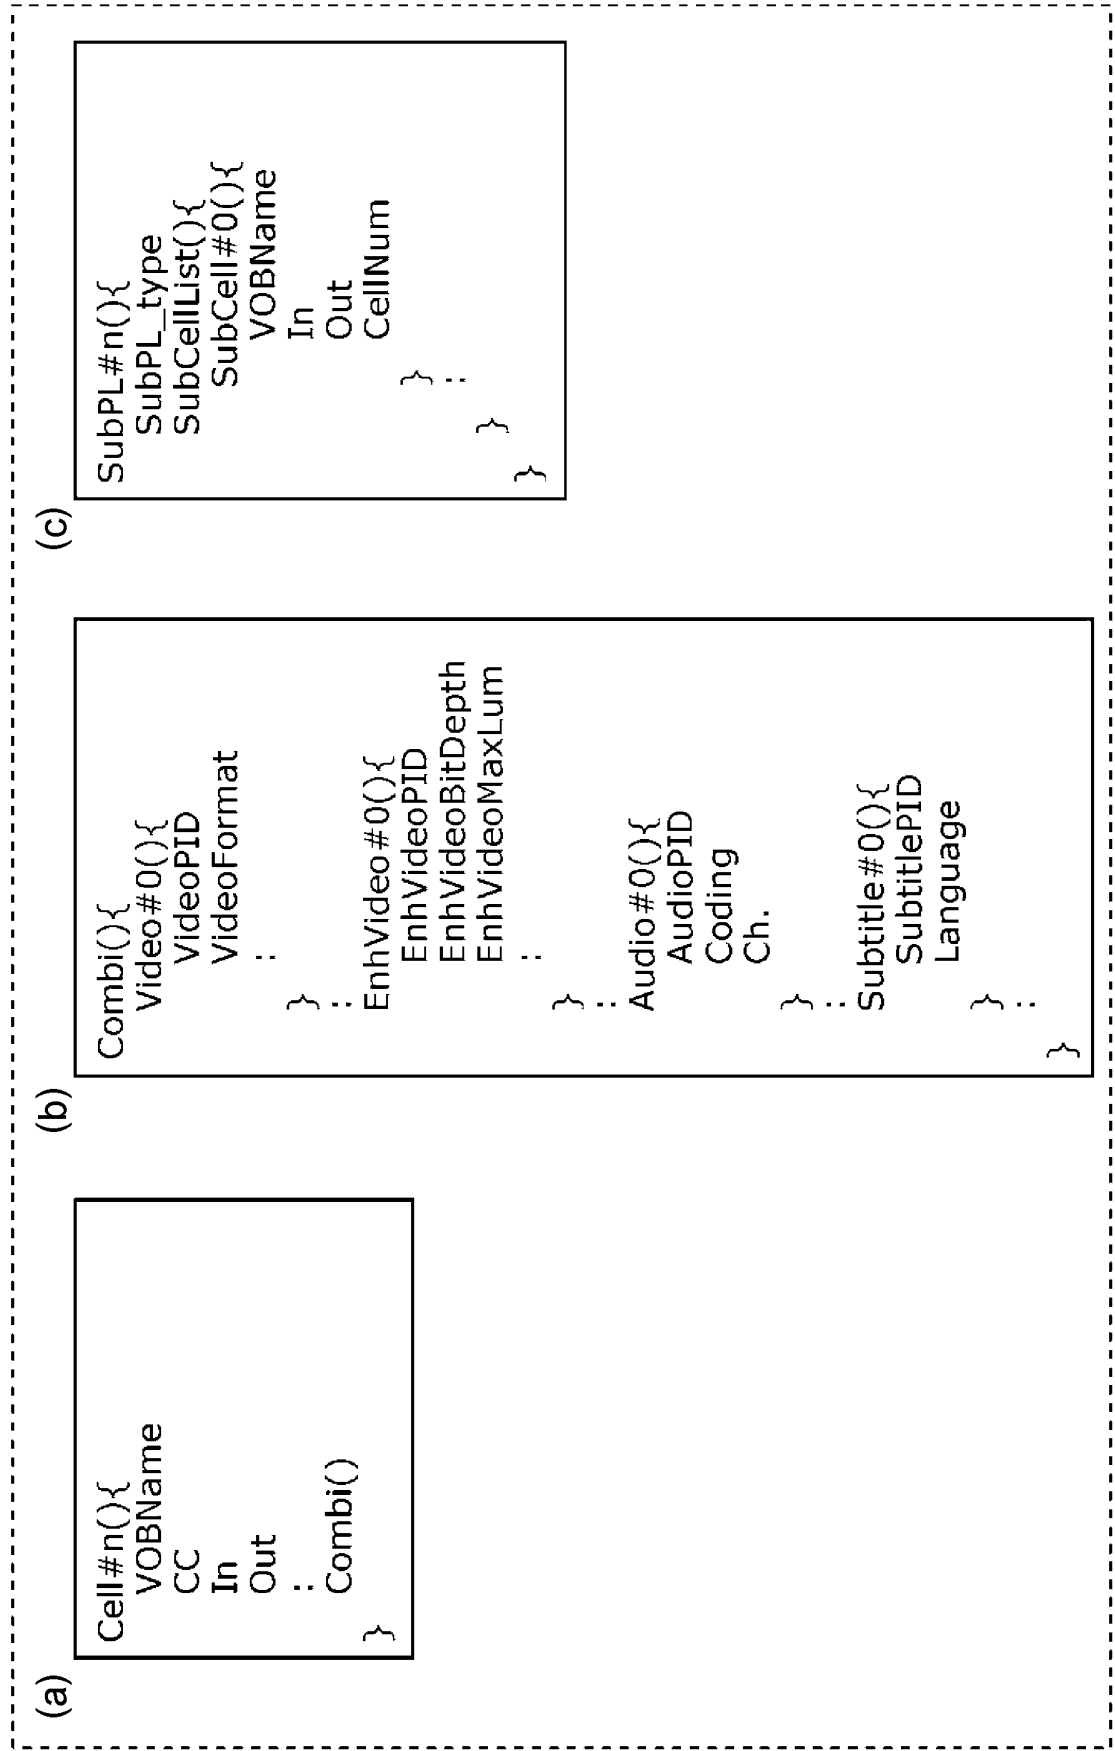 (a)
Cell#n(){
VOBName
CC
In
Out
:
Combi()
}
(b)
Combi(){
Video#0(){
VideoPID
VideoFormat
:
}
:
EnhVideo#0(){
EnhVideoPID
EnhVideoBitDepth
EnhVideoMaxLum
:
}
:
Audio#0(){
AudioPID
Coding
Ch.
}
:
Subtitle#0(){
SubtitlePID
Language
}
:
}
(c)
SubPL#n(){
SubPL_type
SubCellList(){
SubCell#0(){
VOBName
In
Out
CellNum
}
:
}
}